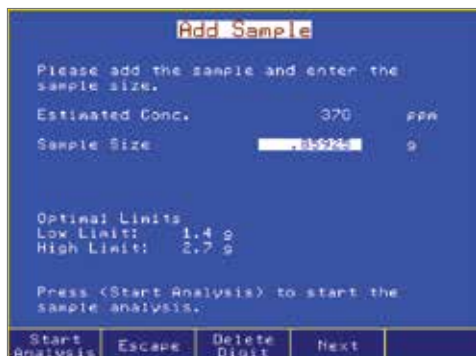 Add Sample
Please add the sample and enter the
sample size.
Estimated Conc. 370 ppm
Sample Size .85925 g
Optimal Limits
Low Limit: 1.4 g
High Limit: 2.7 g
Press <Start Analysis> to start the
sample analysis.
Start Analysis Escape Delete Digit Next